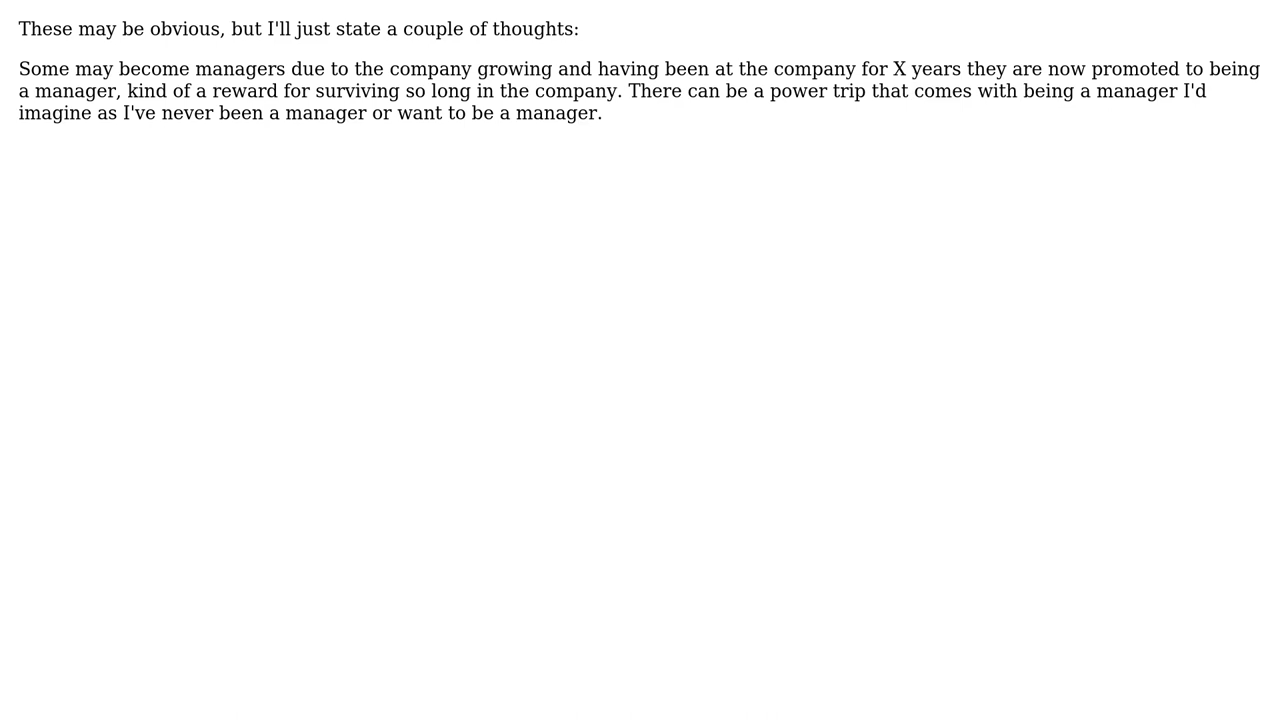 These may be obvious, but I'll just state a couple of thoughts:
Some may become managers due to the company growing and having been at the company for X years they are now promoted to being
a manager, kind of a reward for surviving so long in the company. There can be a power trip that comes with being a manager I'd
imagine as I've never been a manager or want to be a manager.